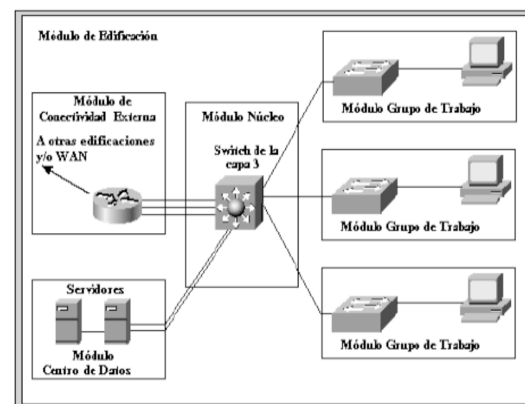 Módulo de Edificación
Módulo de
Conectividad Externa
A otras edificaciones
y/o WAN
Módulo Núcleo
Switch de la
capa 3
Servidores
Módulo
Centro de Datos
Módulo Grupo de Trabajo
Módulo Grupo de Trabajo
Módulo Grupo de Trabajo